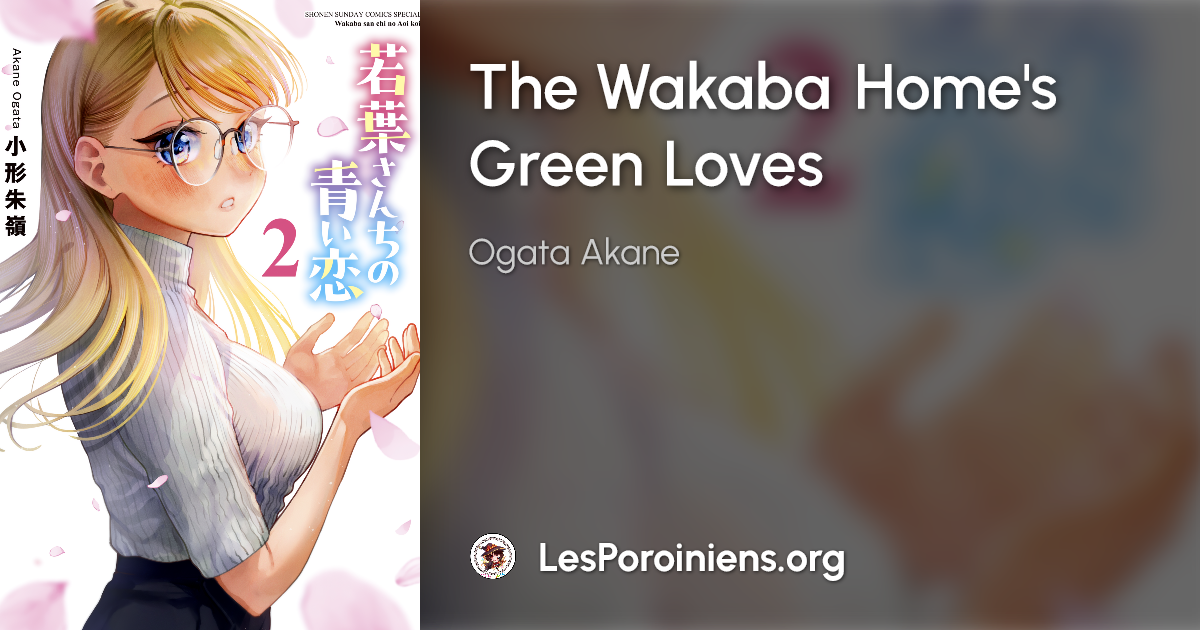 SHONEN SUNDAY COMICS SPECIAL
Wakaba san chi no Aoi koi
若葉さんちの
青い恋
2
Akane Ogata
小形朱嶺
The Wakaba Home's
Green Loves
Ogata Akane
LesPoroiniens.org